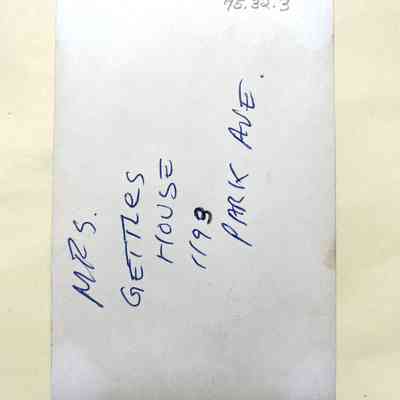 75.32.3
MRS.
GETTLES
HOUSE
1193
PARK AVE.